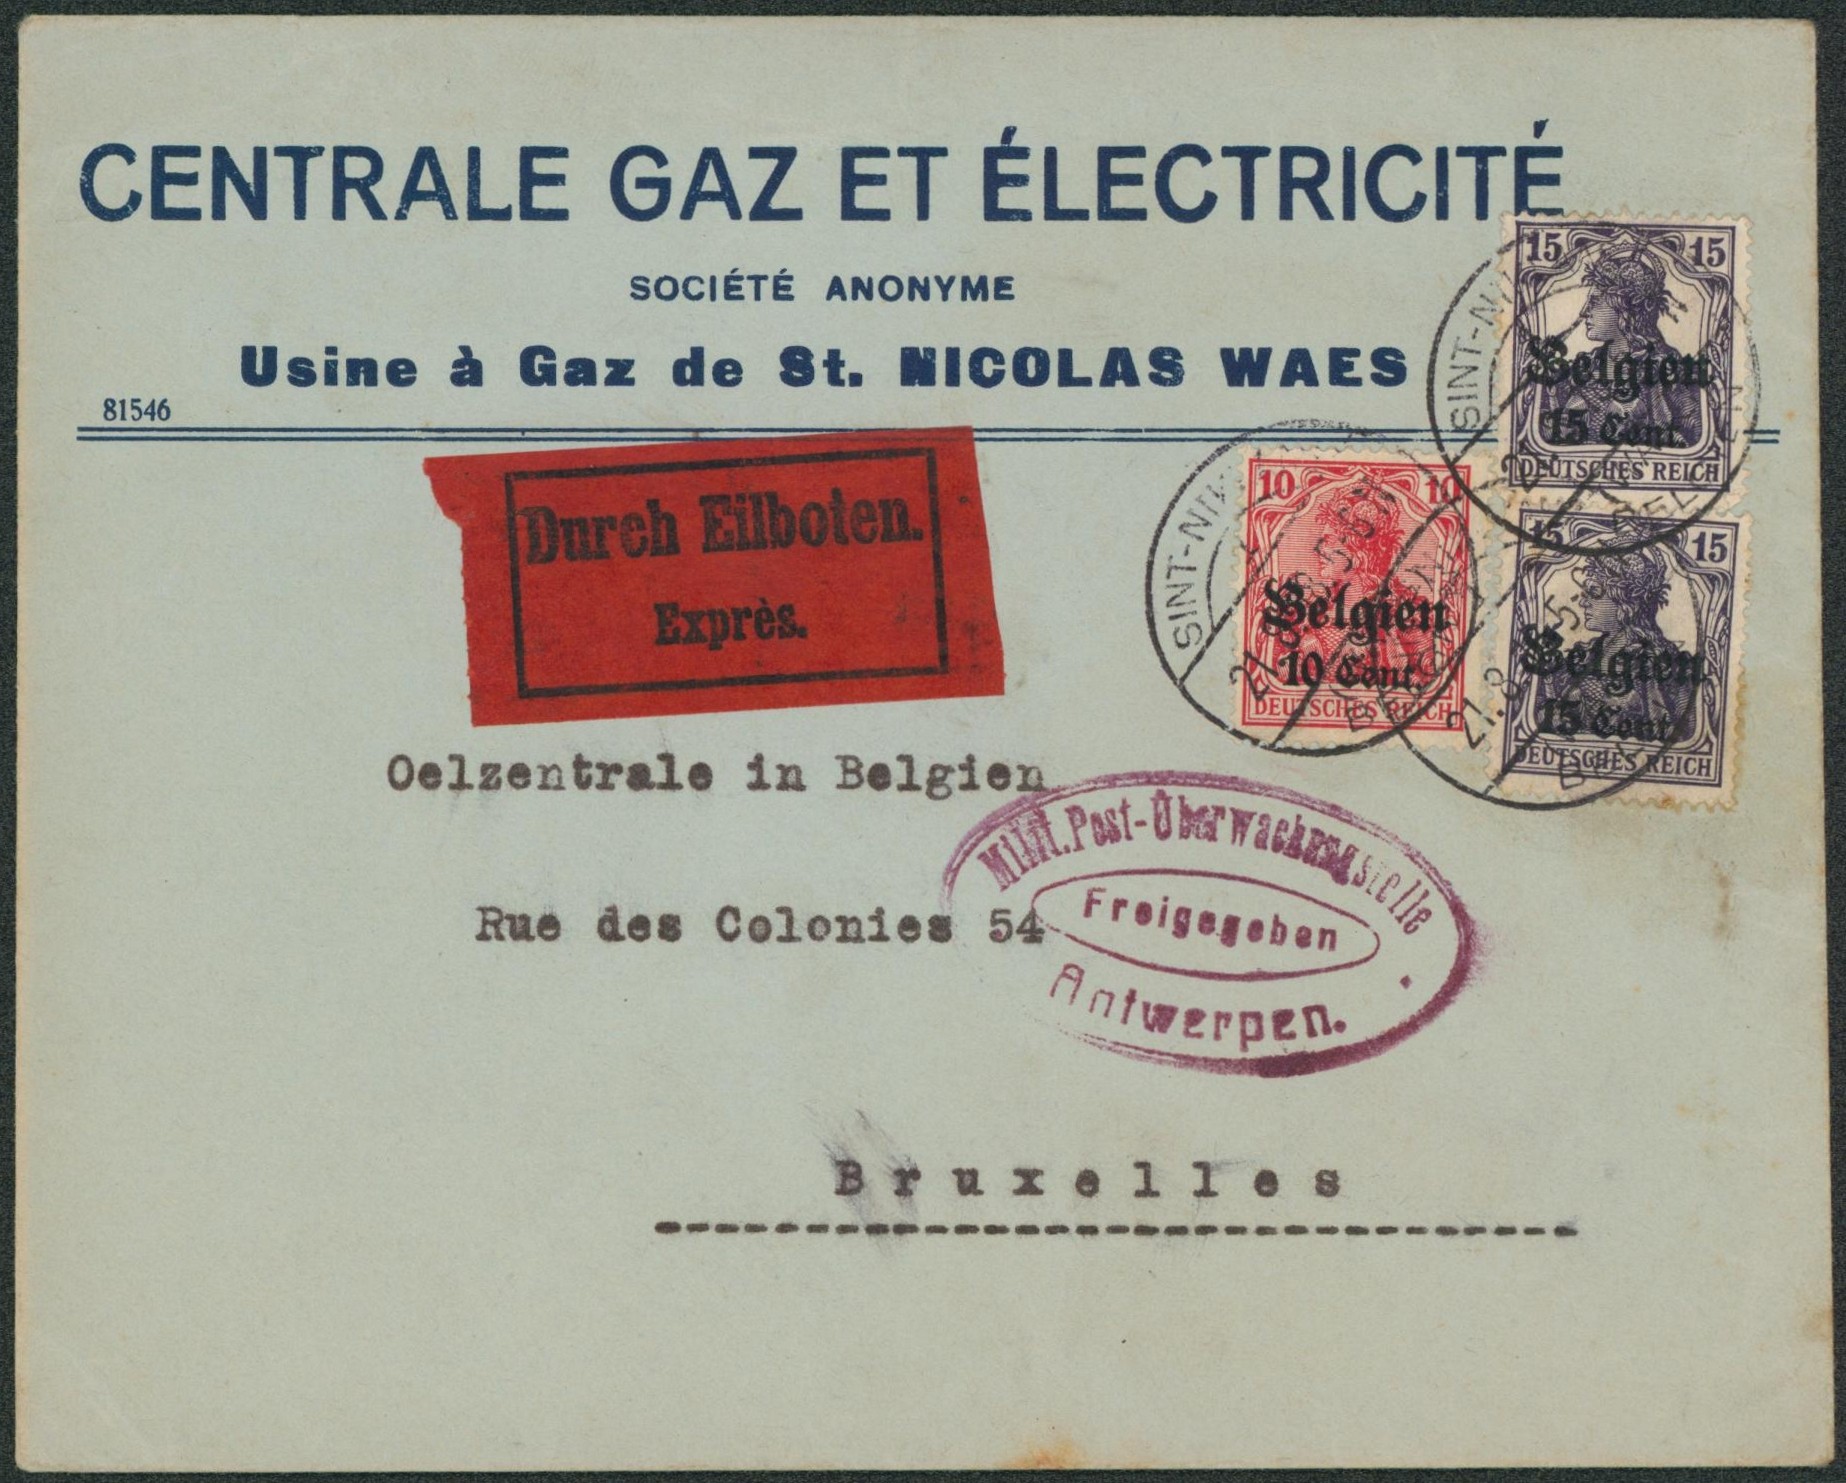 CENTRALE GAZ ET ÉLECTRICITÉ
SOCIÉTÉ ANONYME
Usine à Gaz de St. NICOLAS WAES
81546
15 15
Belgien
15 Cent.
DEUTSCHES REICH
10 10
Belgien
10 Cent.
DEUTSCHES REICH
15 15
Belgien
15 Cent.
DEUTSCHES REICH
SINT-NI
SINT-NI
Durch Eilboten.
Exprès.
Oelzentrale in Belgien
Rue des Colonies 54
Milit. Post-Überwachungsstelle
Freigegeben
Antwerpen.
Bruxelles